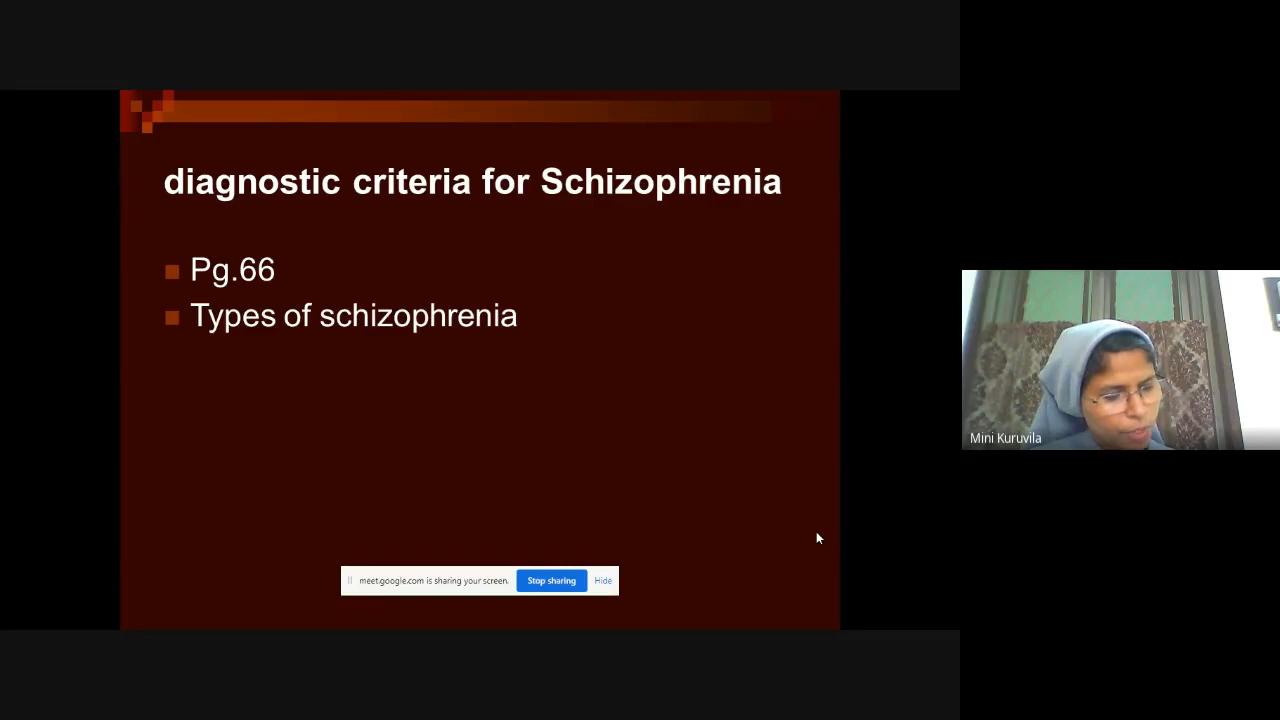 diagnostic criteria for Schizophrenia
Pg.66
Types of schizophrenia
meet.google.com is sharing your screen.
Stop sharing
Hide
Mini Kuruvila